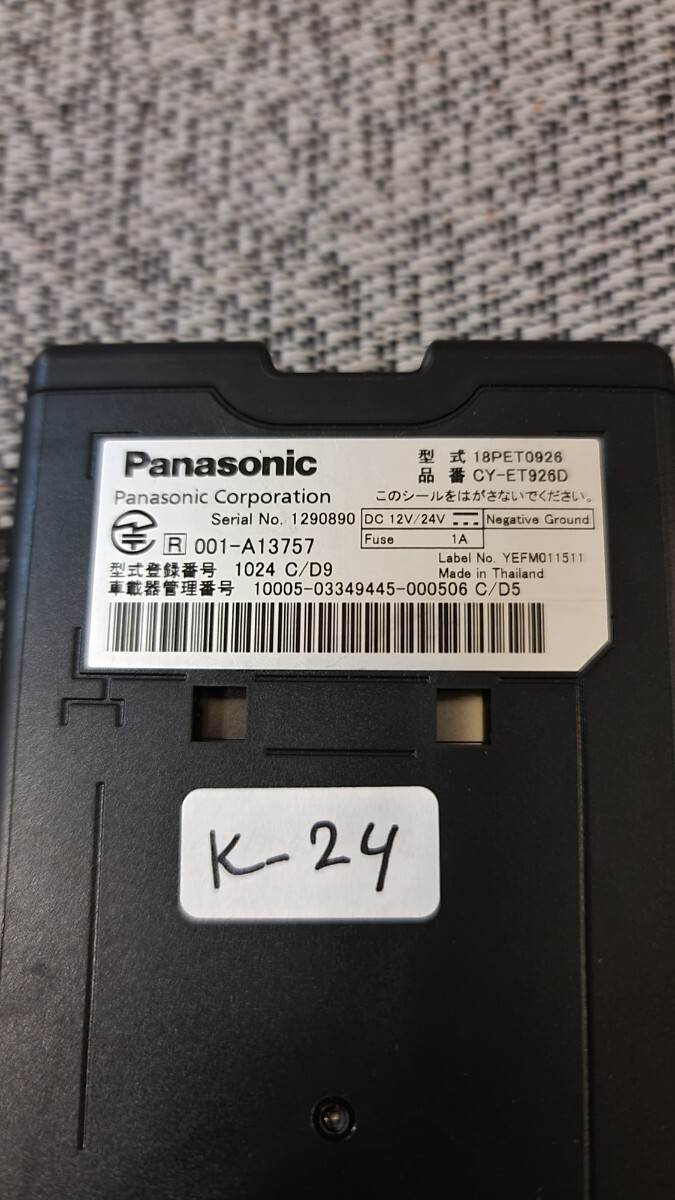 Panasonic
型 式 18PET0926
品 番 CY-ET926D
Panasonic Corporation
このシールをはがさないでください。
Serial No. 1290890
DC 12V/24V
Negative Ground
Fuse 1A
R 001-A13757
Label No. YEFM011511
Made in Thailand
型式登録番号 1024 C/D9
車載器管理番号 10005-03349445-000506 C/D5
K-24